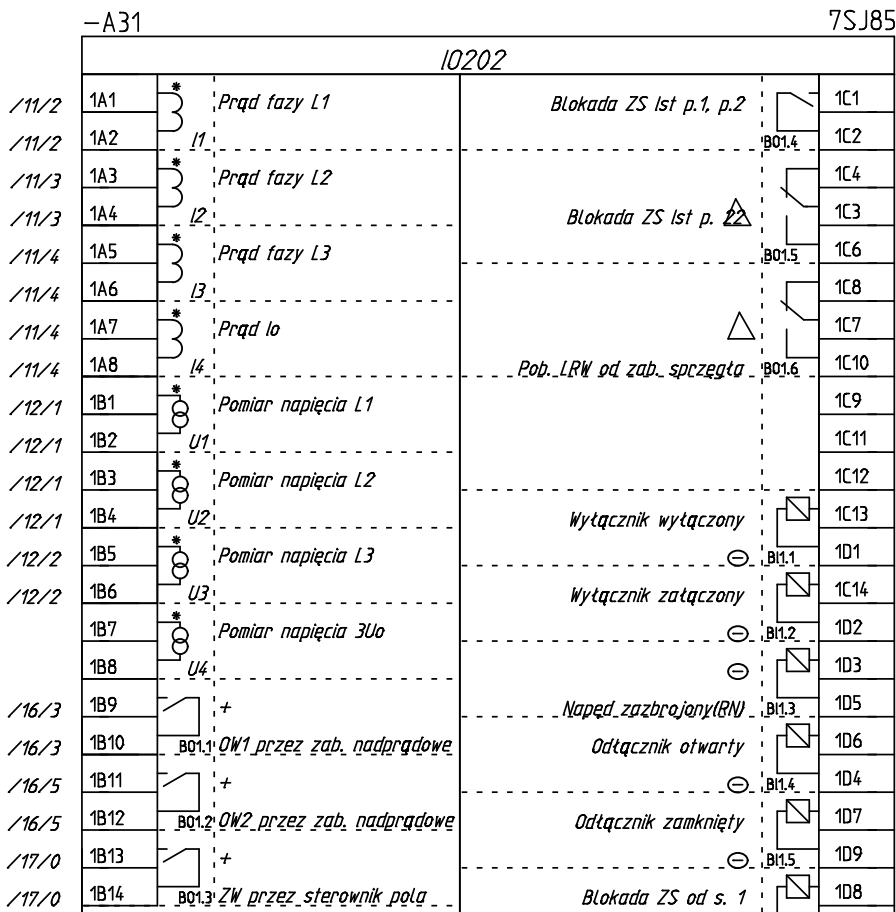 -A31 7SJ85
IO202
/11/2 1A1 * Prąd fazy L1 Blokada ZS Ist p.1, p.2 1C1
/11/2 1A2 I1 BO1.4 1C2
/11/3 1A3 * Prąd fazy L2 1C4
/11/3 1A4 I2 Blokada ZS Ist p. 22 1C3
/11/4 1A5 * Prąd fazy L3 BO1.5 1C6
/11/4 1A6 I3 1C8
/11/4 1A7 * Prąd Io 1C7
/11/4 1A8 I4 Pob. LRW od zab. sprzęgła BO1.6 1C10
/12/1 1B1 * Pomiar napięcia L1 1C9
/12/1 1B2 U1 1C11
/12/1 1B3 * Pomiar napięcia L2 1C12
/12/1 1B4 U2 Wyłącznik wyłączony 1C13
/12/2 1B5 * Pomiar napięcia L3 BI1.1 1D1
/12/2 1B6 U3 Wyłącznik załączony 1C14
1B7 * Pomiar napięcia 3Uo BI1.2 1D2
1B8 U4 1D3
/16/3 1B9 + Napęd zazbrojony(RN) BI1.3 1D5
/16/3 1B10 BO1.1 OW1 przez zab. nadprądowe Odłącznik otwarty 1D6
/16/5 1B11 + BI1.4 1D4
/16/5 1B12 BO1.2 OW2 przez zab. nadprądowe Odłącznik zamknięty 1D7
/17/0 1B13 + BI1.5 1D9
/17/0 1B14 BO1.3 ZW przez sterownik pola Blokada ZS od s. 1 1D8